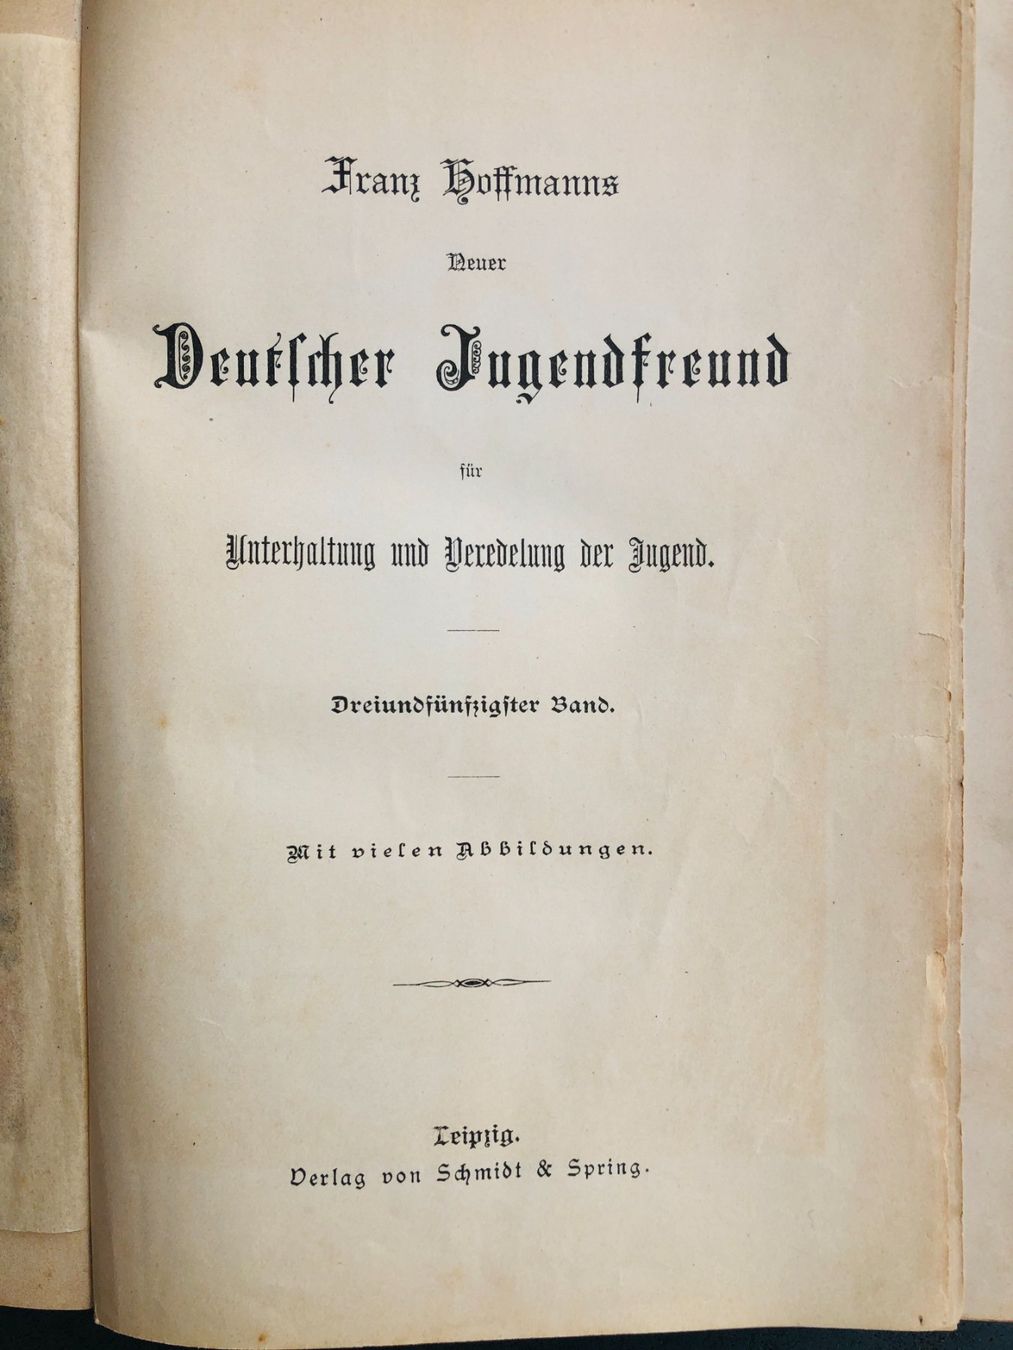 Franz Hoffmanns
Neuer
Deutscher Jugendfreund
für
Unterhaltung und Veredelung der Jugend.
Dreiundfünfzigster Band.
Mit vielen Abbildungen.
Leipzig.
Verlag von Schmidt & Spring.